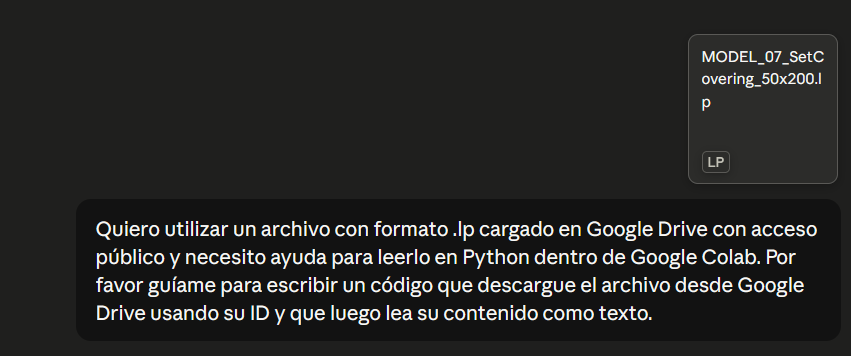 MODEL_07_SetC
overing_50x200.l
p
LP
Quiero utilizar un archivo con formato .lp cargado en Google Drive con acceso
público y necesito ayuda para leerlo en Python dentro de Google Colab. Por
favor guíame para escribir un código que descargue el archivo desde Google
Drive usando su ID y que luego lea su contenido como texto.